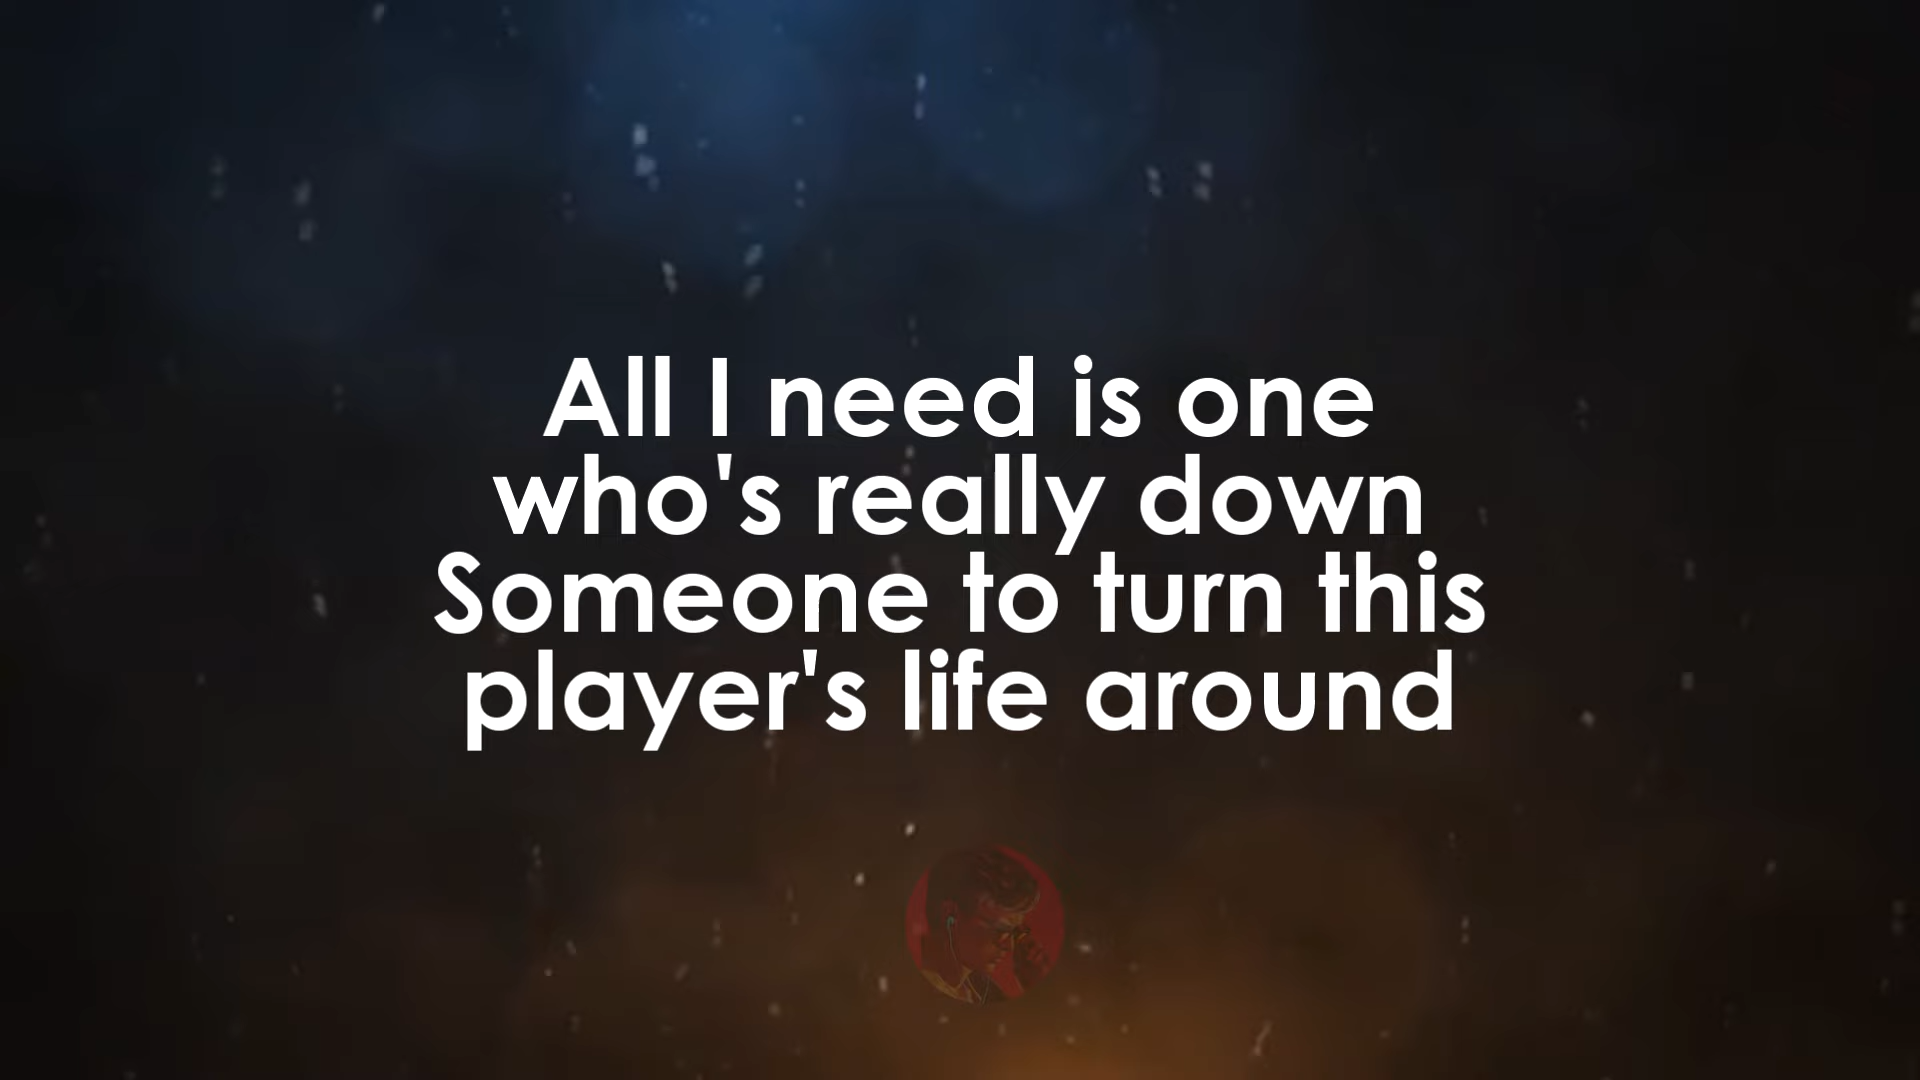 All I need is one
who's really down
Someone to turn this
player's life around